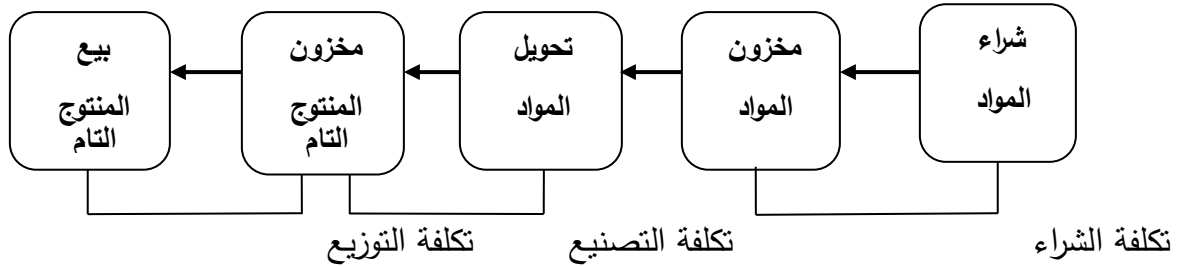 شراء
المواد
مخزون
المواد
تحويل
المواد
مخزون
المنتوج
التام
بيع
المنتوج
التام
تكلفة الشراء
تكلفة التصنيع
تكلفة التوزيع